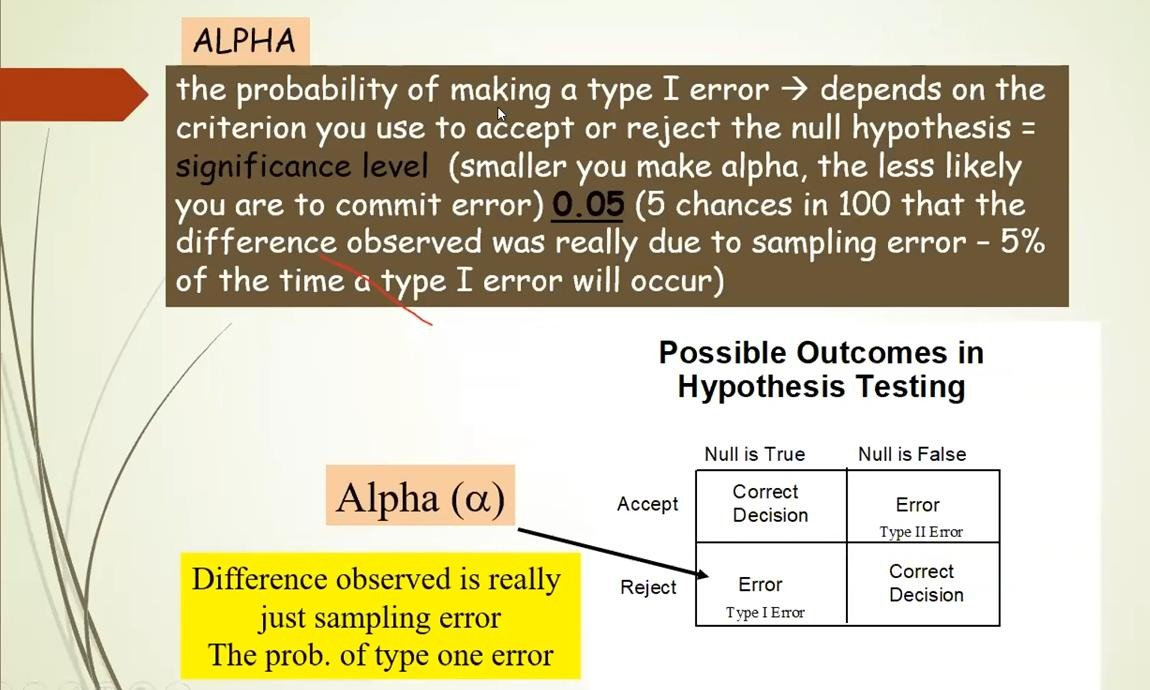 ALPHA
the probability of making a type I error → depends on the
criterion you use to accept or reject the null hypothesis =
significance level (smaller you make alpha, the less likely
you are to commit error) 0.05 (5 chances in 100 that the
difference observed was really due to sampling error – 5%
of the time a type I error will occur)
Possible Outcomes in
Hypothesis Testing
Null is True Null is False
Accept Correct Decision Error Type II Error
Alpha (α)
Reject Error Type I Error Correct Decision
Difference observed is really
just sampling error
The prob. of type one error